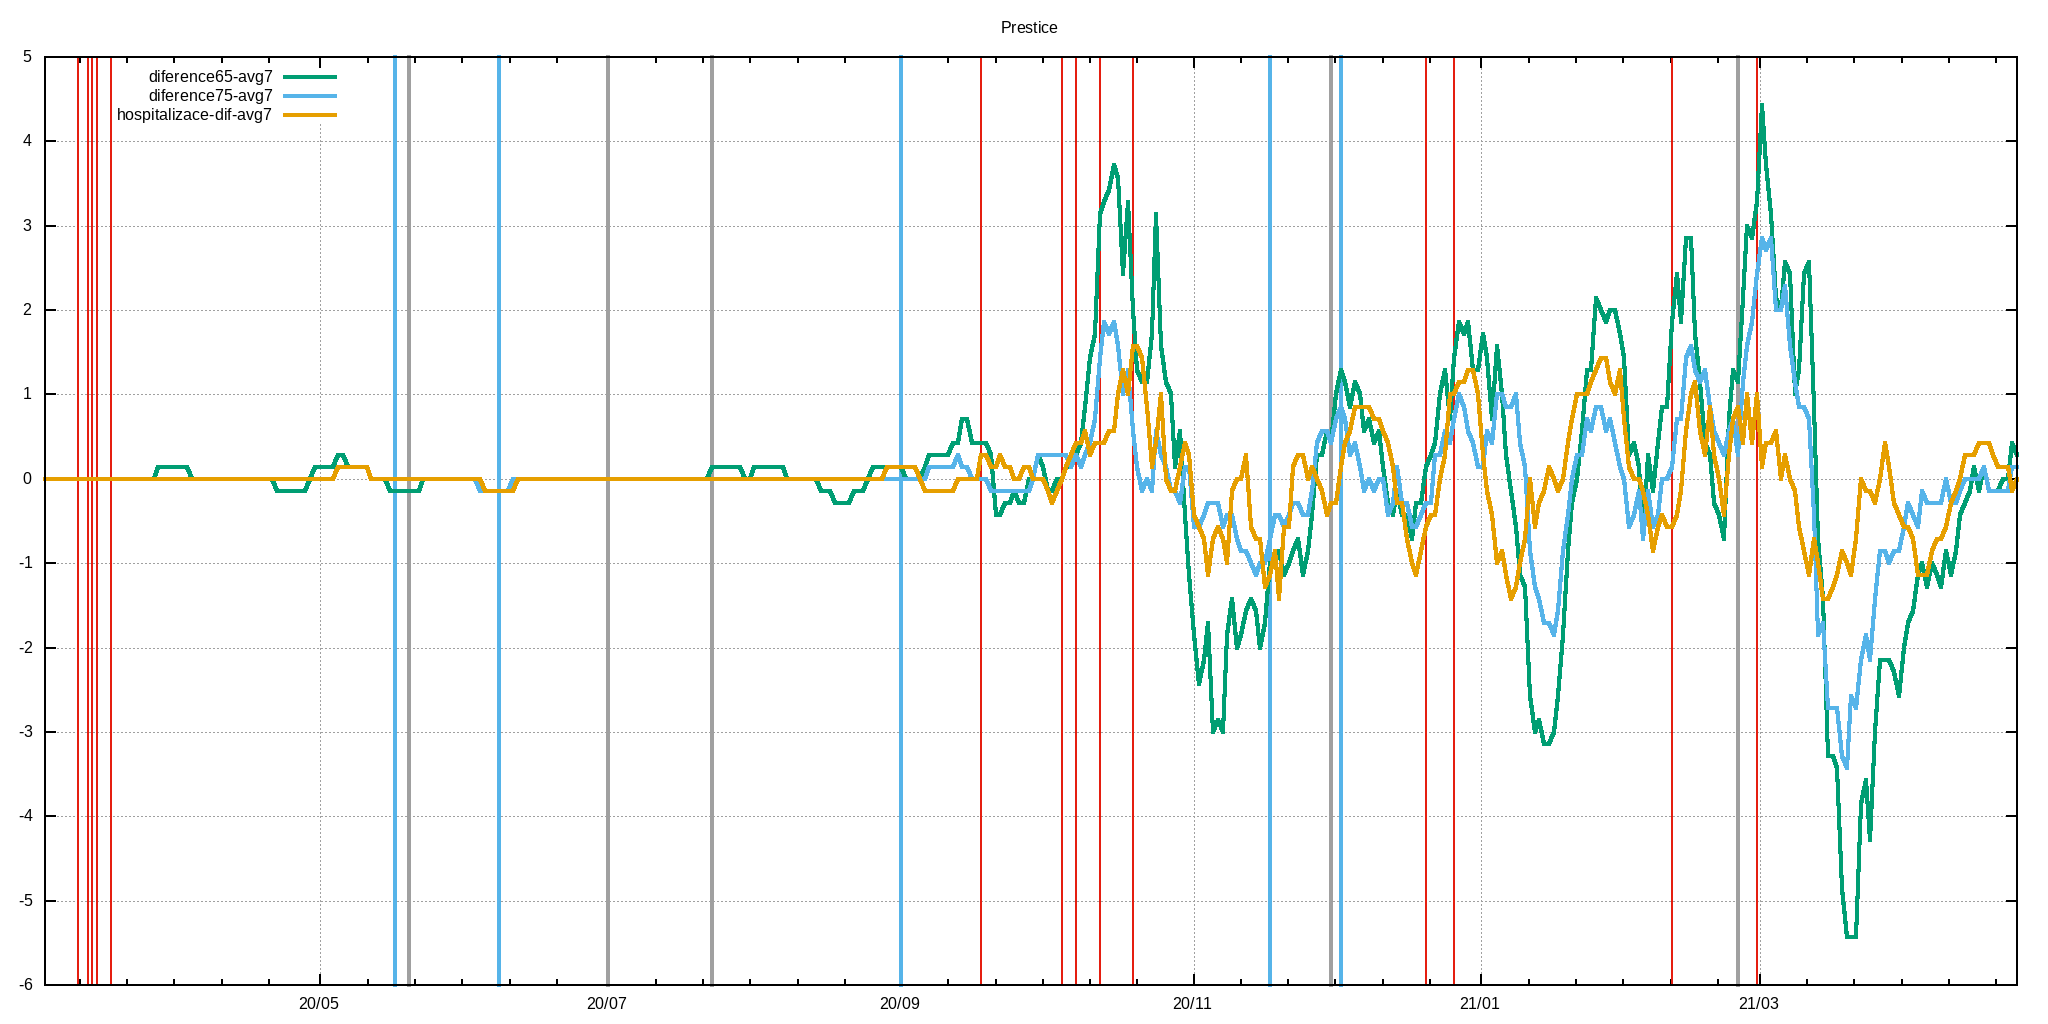 Prestice
diference65-avg7
diference75-avg7
hospitalizace-dif-avg7
5
4
3
2
1
0
-1
-2
-3
-4
-5
-6
20/05 20/07 20/09 20/11 21/01 21/03